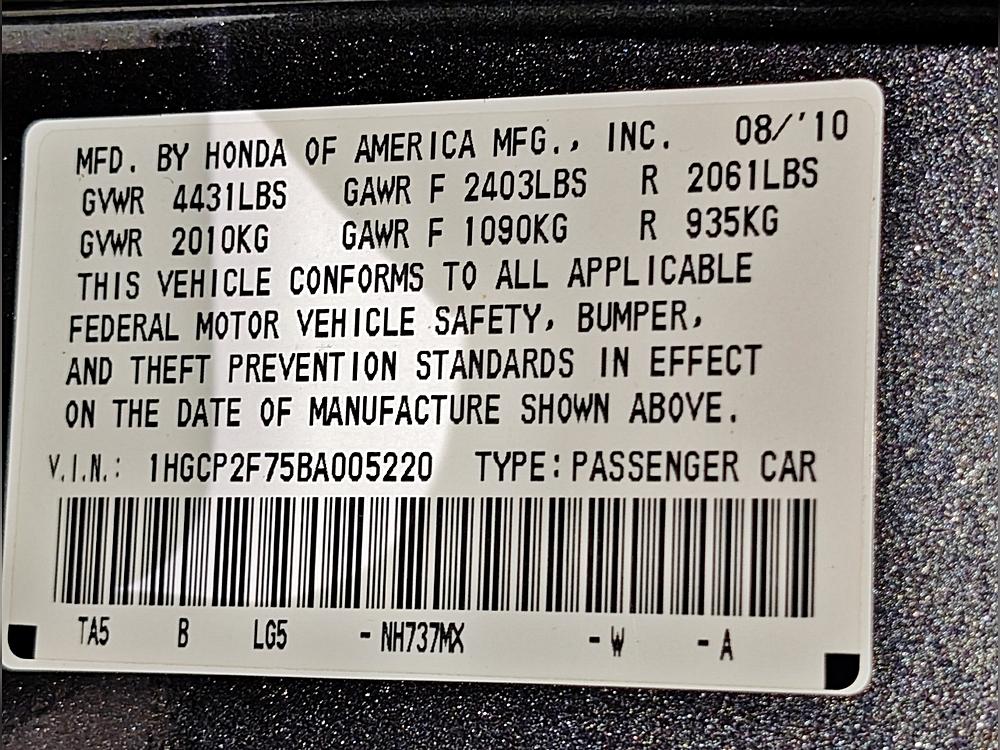 MFD. BY HONDA OF AMERICA MFG., INC. 08/'10
GVWR 4431LBS GAWR F 2403LBS R 2061LBS
GVWR 2010KG GAWR F 1090KG R 935KG
THIS VEHICLE CONFORMS TO ALL APPLICABLE
FEDERAL MOTOR VEHICLE SAFETY, BUMPER,
AND THEFT PREVENTION STANDARDS IN EFFECT
ON THE DATE OF MANUFACTURE SHOWN ABOVE.
V.I.N.: 1HGCP2F75BA005220 TYPE:PASSENGER CAR
TA5 B LG5 -NH737MX -W -A